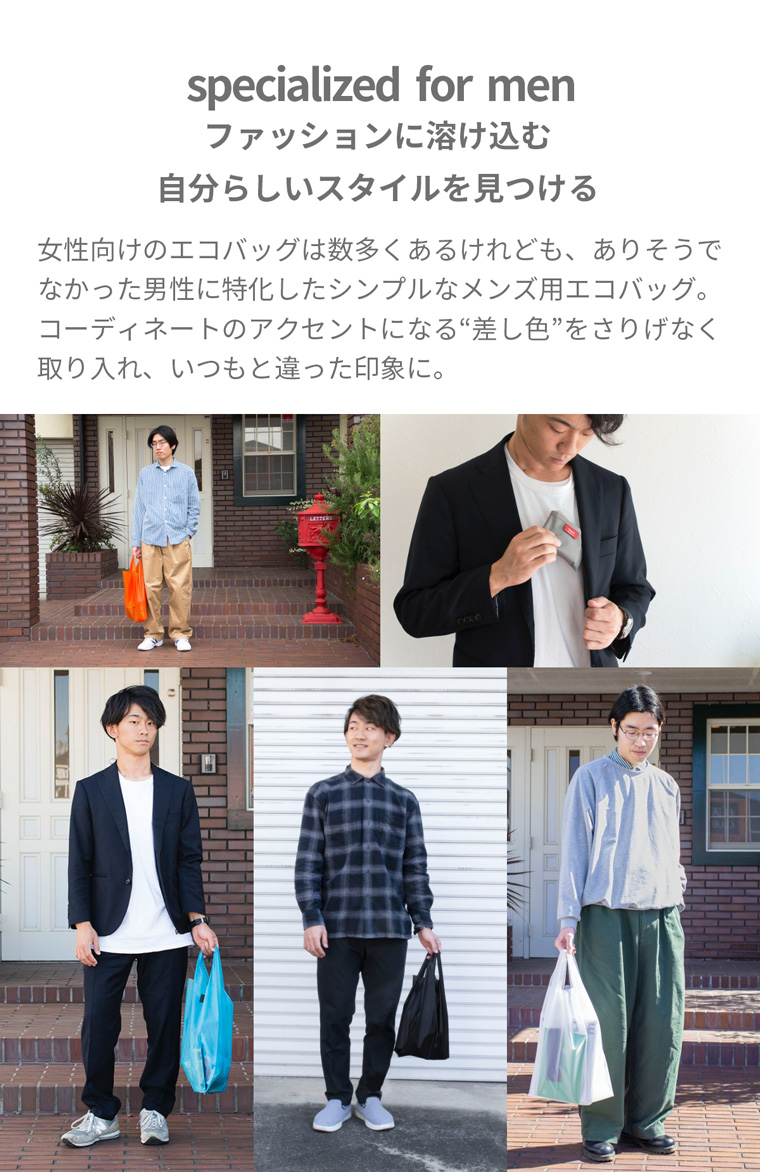 specialized for men
ファッションに溶け込む
自分らしいスタイルを見つける
女性向けのエコバッグは数多くあるけれども、ありそうで
なかった男性に特化したシンプルなメンズ用エコバッグ。
コーディネートのアクセントになる“差し色”をさりげなく
取り入れ、いつもと違った印象に。
LETTERS